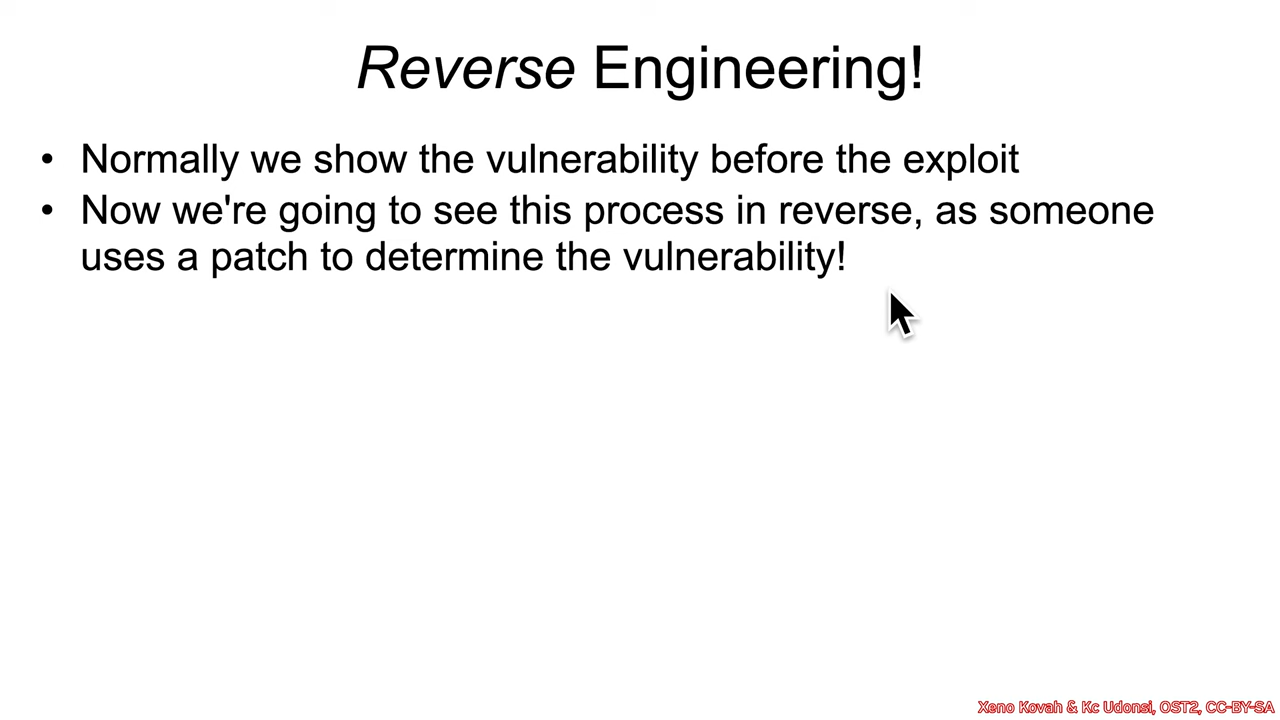 Reverse Engineering!
• Normally we show the vulnerability before the exploit
• Now we're going to see this process in reverse, as someone
uses a patch to determine the vulnerability!
Xeno Kovah & Kc Udonsi, OST2, CC-BY-SA